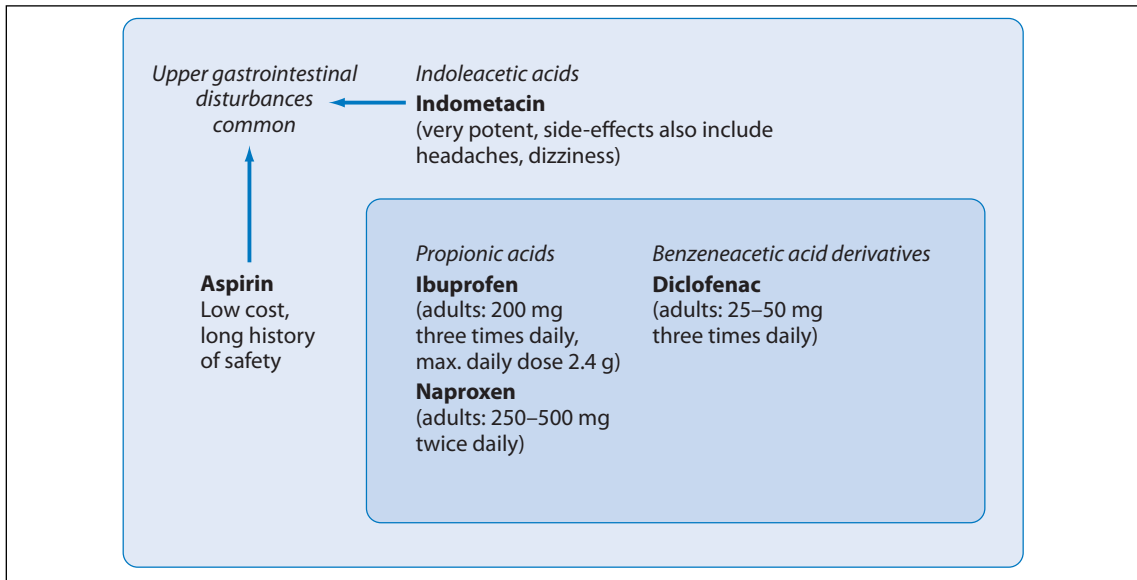 Upper gastrointestinal
disturbances
common
Indoleacetic acids
Indometacin
(very potent, side-effects also include
headaches, dizziness)
Aspirin
Low cost,
long history
of safety
Propionic acids
Ibuprofen
(adults: 200 mg
three times daily,
max. daily dose 2.4 g)
Naproxen
(adults: 250–500 mg
twice daily)
Benzeneacetic acid derivatives
Diclofenac
(adults: 25–50 mg
three times daily)